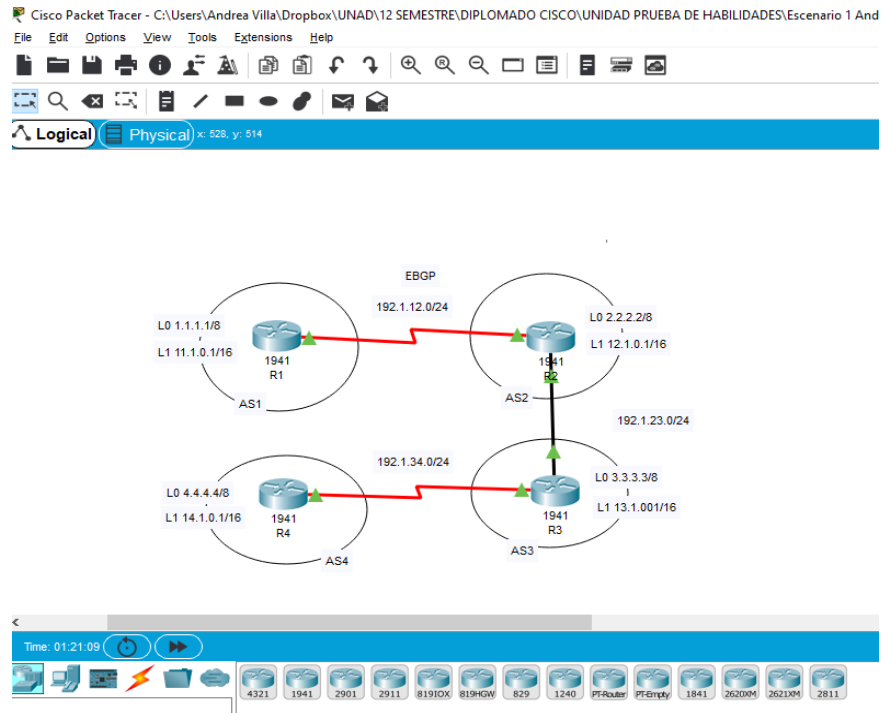 Cisco Packet Tracer - C:\Users\Andrea Villa\Dropbox\UNAD\12 SEMESTRE\DIPLOMADO CISCO\UNIDAD PRUEBA DE HABILIDADES\Escenario 1 And
File Edit Options View Tools Extensions Help
Logical Physical x: 528, y: 514
EBGP
192.1.12.0/24
L0 1.1.1.1/8
L1 11.1.0.1/16
1941
R1
AS1
L0 2.2.2.2/8
L1 12.1.0.1/16
1941
R2
AS2
192.1.23.0/24
192.1.34.0/24
L0 4.4.4.4/8
L1 14.1.0.1/16
1941
R4
AS4
L0 3.3.3.3/8
L1 13.1.001/16
1941
R3
AS3
Time: 01:21:09
4321 1941 2901 2911 819IOX 819HGW 829 1240 PT-Router PT-Empty 1841 2620XM 2621XM 2811